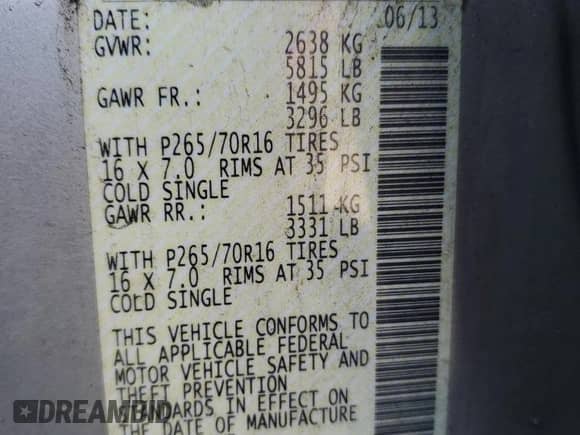 DATE: 06/13
GVWR: 2638 KG
5815 LB
GAWR FR.: 1495 KG
3296 LB
WITH P265/70R16 TIRES
16 X 7.0 RIMS AT 35 PSI
COLD SINGLE
GAWR RR.: 1511 KG
3331 LB
WITH P265/70R16 TIRES
16 X 7.0 RIMS AT 35 PSI
COLD SINGLE
THIS VEHICLE CONFORMS TO
ALL APPLICABLE FEDERAL
MOTOR VEHICLE SAFETY AND
THEFT PREVENTION
STANDARDS IN EFFECT ON
THE DATE OF MANUFACTURE
DREAMBID